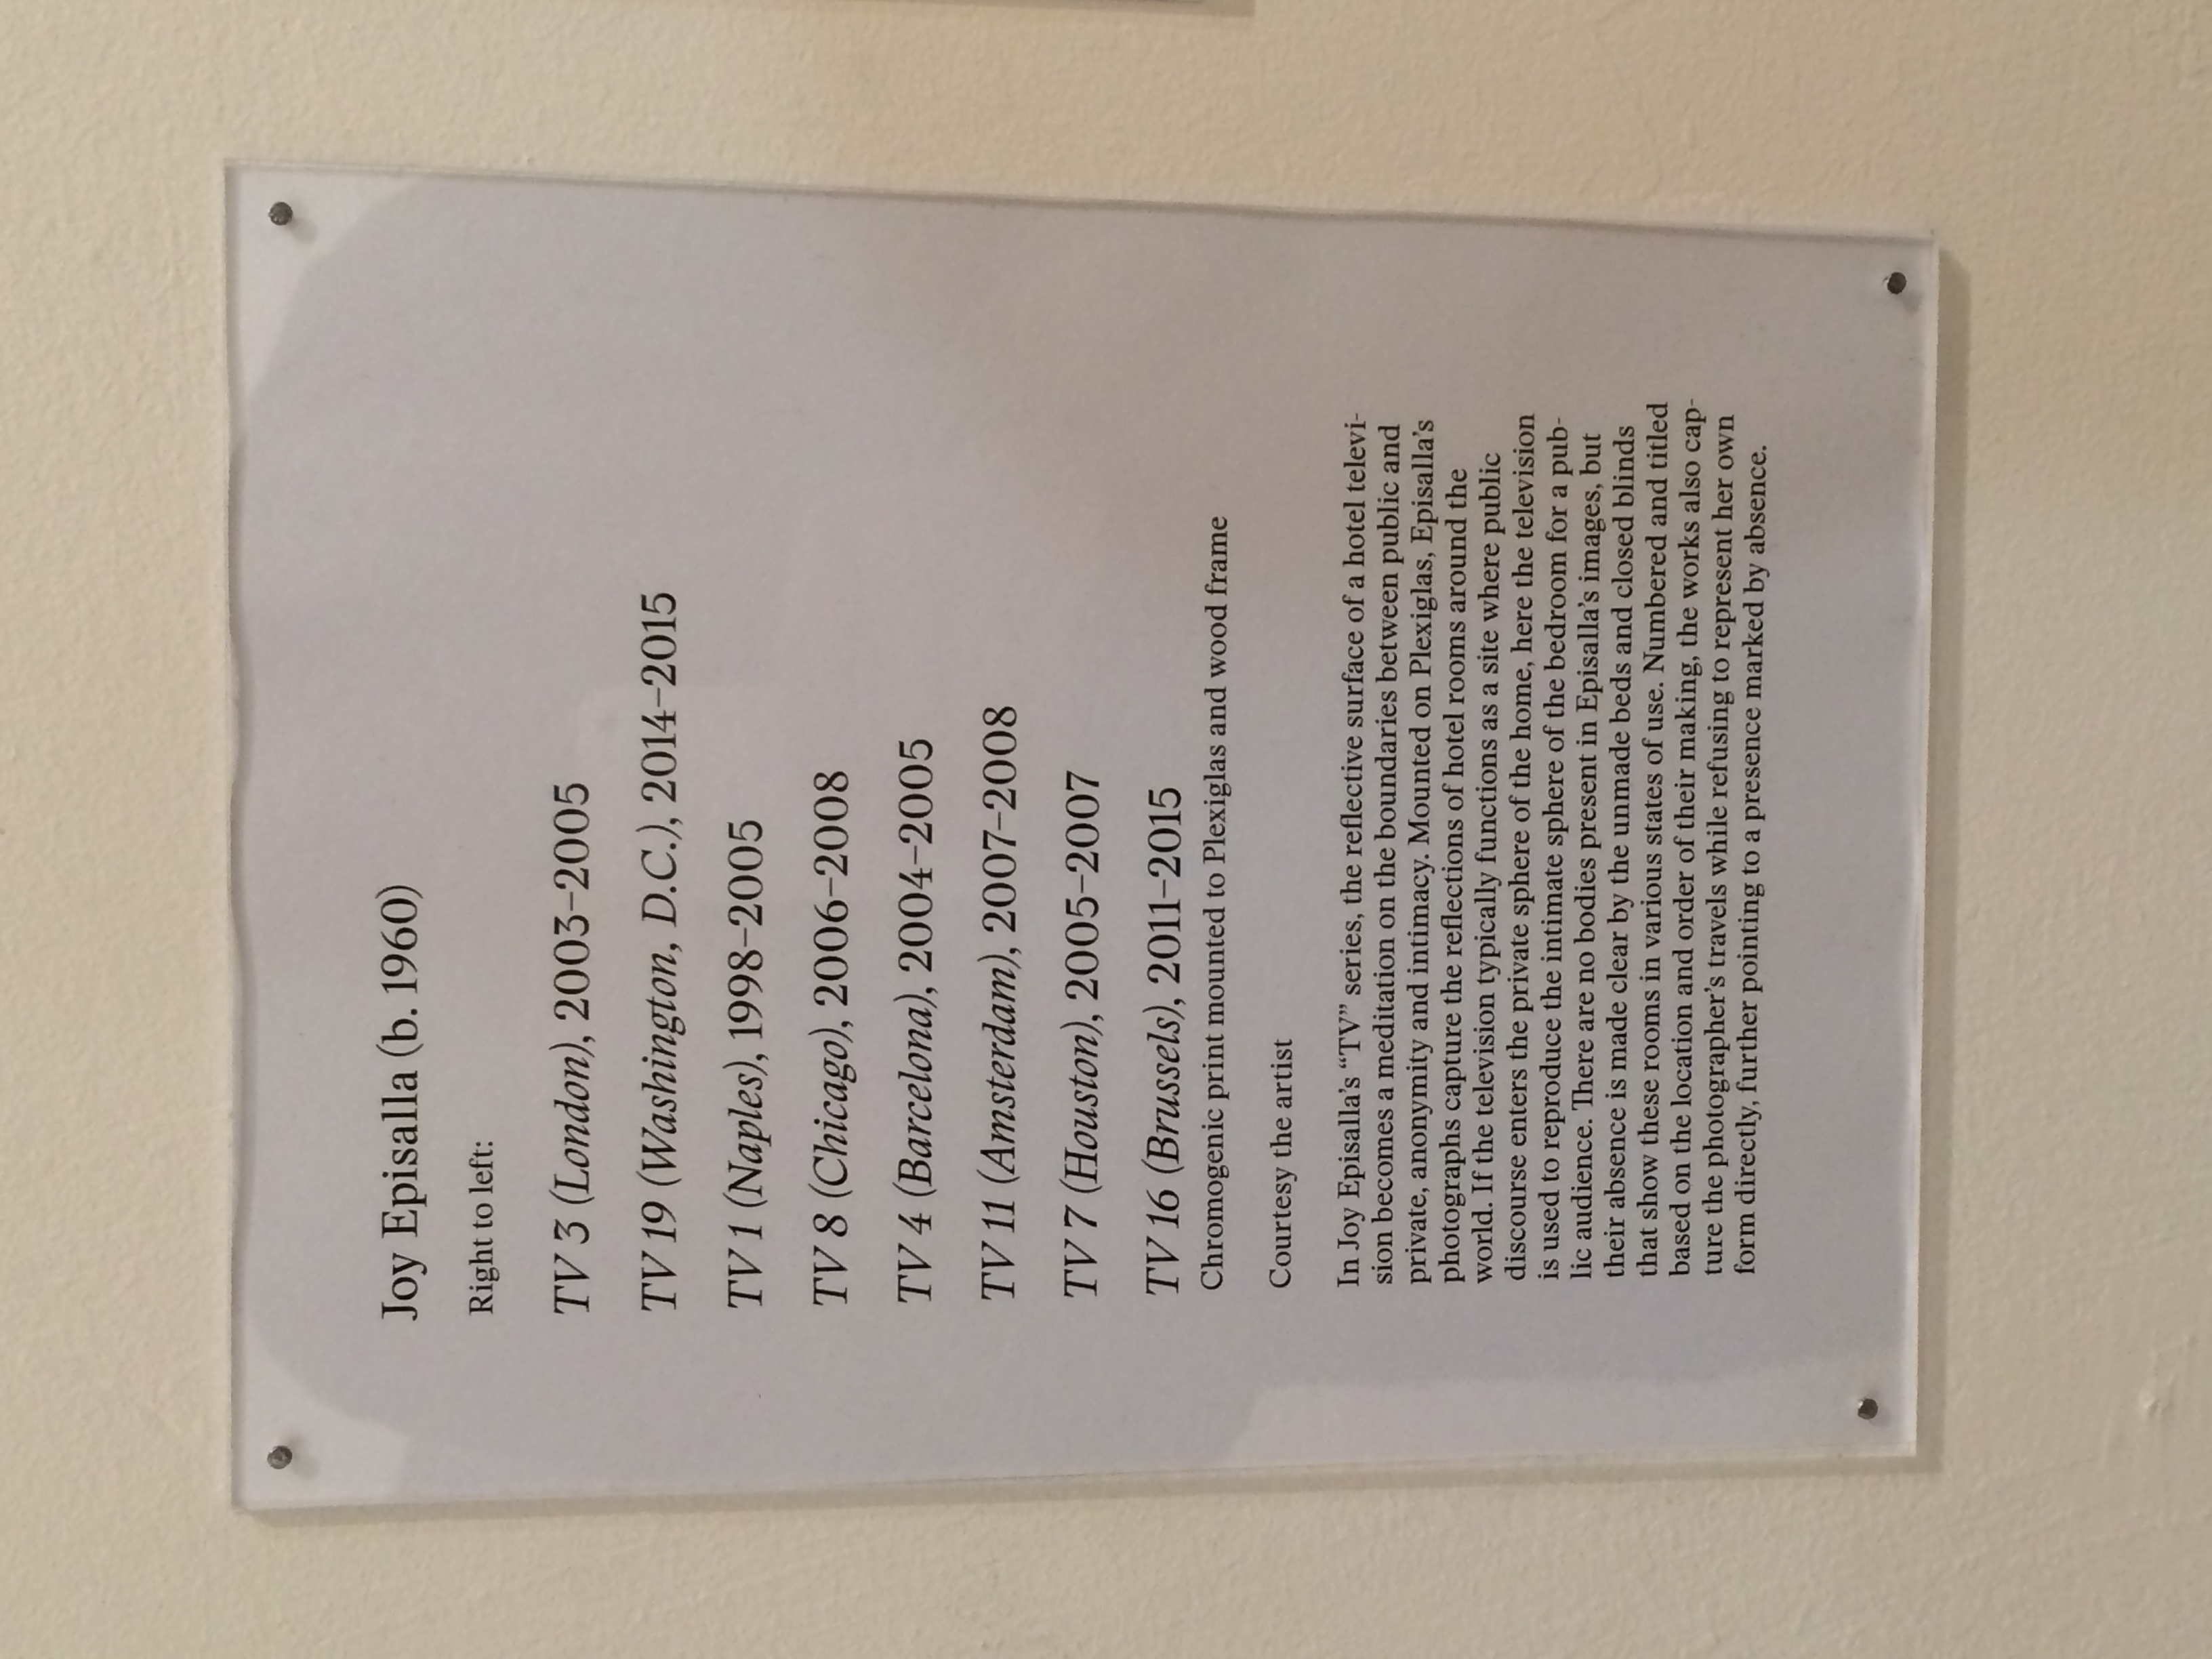 Joy Episalla (b. 1960)
Right to left:
TV 3 (London), 2003–2005
TV 19 (Washington, D.C.), 2014–2015
TV 1 (Naples), 1998–2005
TV 8 (Chicago), 2006–2008
TV 4 (Barcelona), 2004–2005
TV 11 (Amsterdam), 2007–2008
TV 7 (Houston), 2005–2007
TV 16 (Brussels), 2011–2015
Chromogenic print mounted to Plexiglas and wood frame
Courtesy the artist
In Joy Episalla’s “TV” series, the reflective surface of a hotel televi-
sion becomes a meditation on the boundaries between public and
private, anonymity and intimacy. Mounted on Plexiglas, Episalla’s
photographs capture the reflections of hotel rooms around the
world. If the television typically functions as a site where public
discourse enters the private sphere of the home, here the television
is used to reproduce the intimate sphere of the bedroom for a pub-
lic audience. There are no bodies present in Episalla’s images, but
their absence is made clear by the unmade beds and closed blinds
that show these rooms in various states of use. Numbered and titled
based on the location and order of their making, the works also cap-
ture the photographer’s travels while refusing to represent her own
form directly, further pointing to a presence marked by absence.